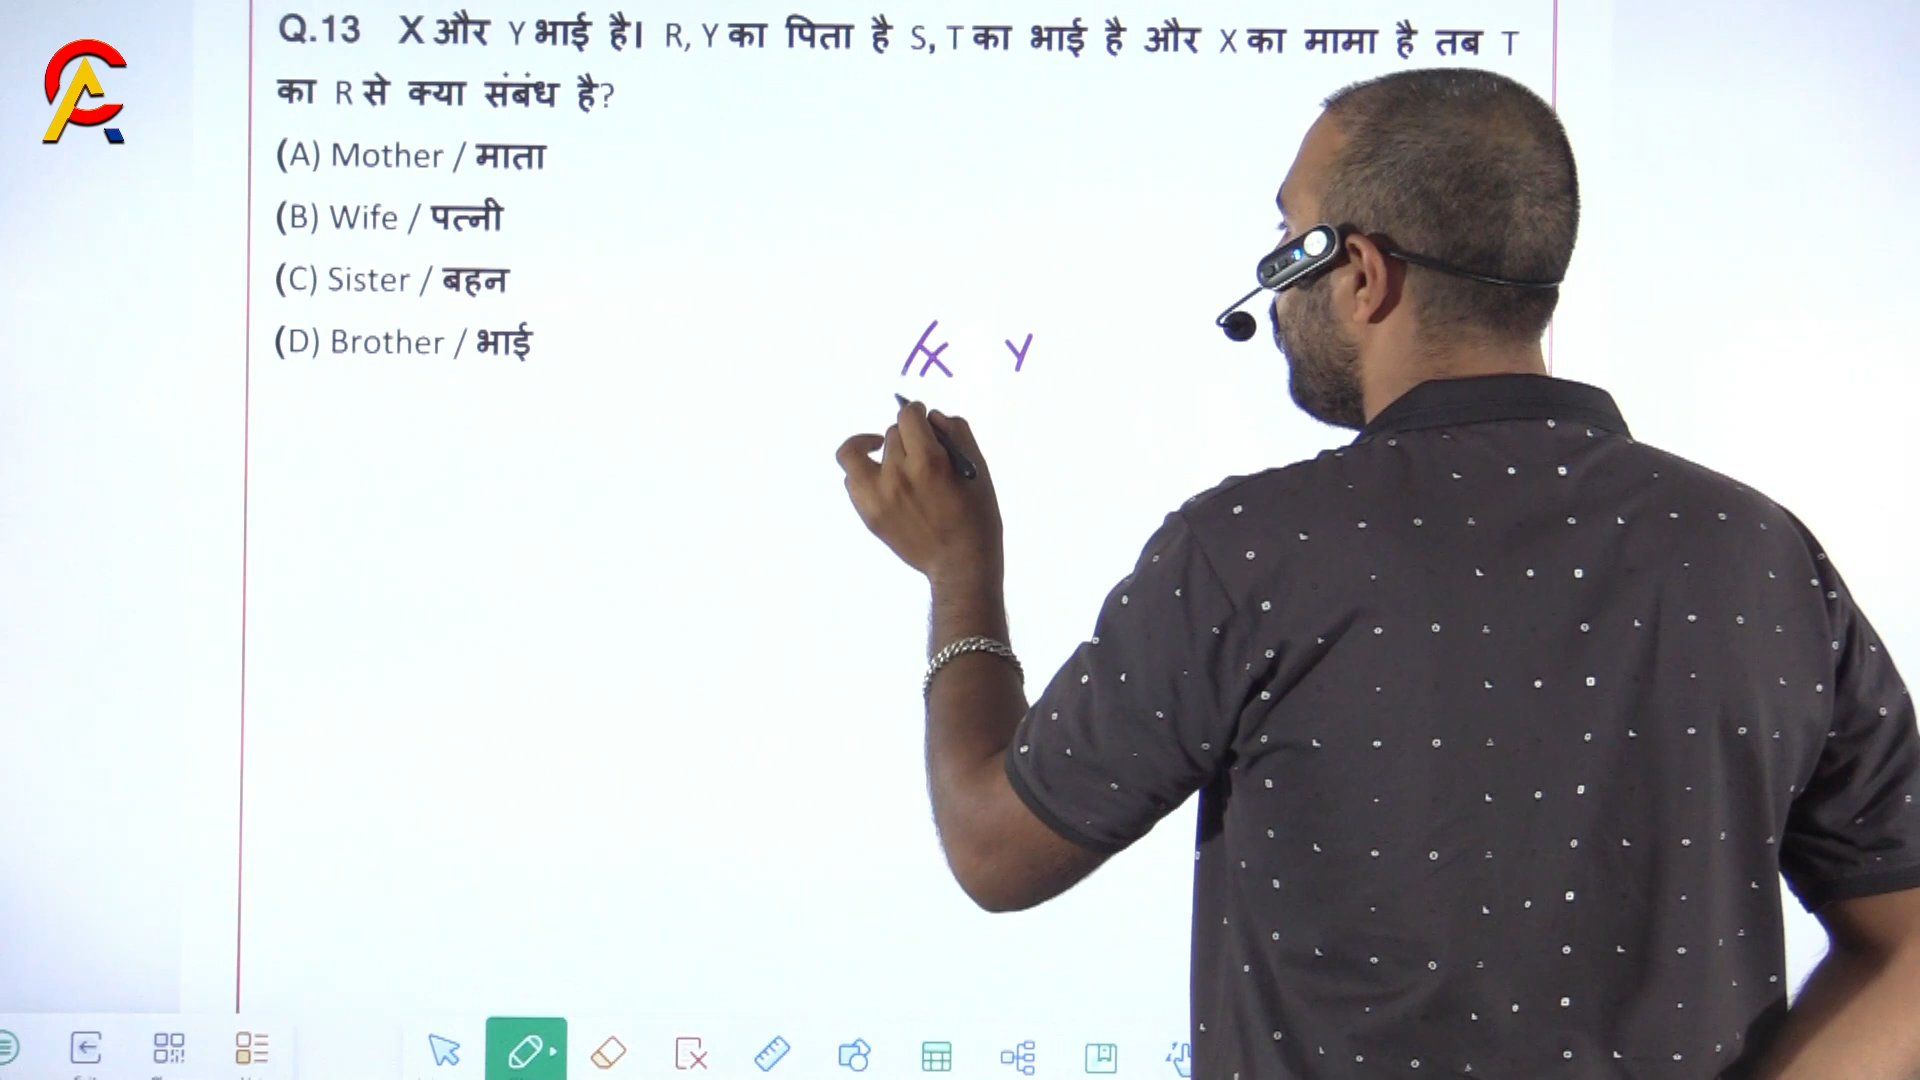 Q.13 X और Y भाई है। R, Y का पिता है S, T का भाई है और X का मामा है तब T
का R से क्या संबंध है?
(A) Mother / माता
(B) Wife / पत्नी
(C) Sister / बहन
(D) Brother / भाई
X Y